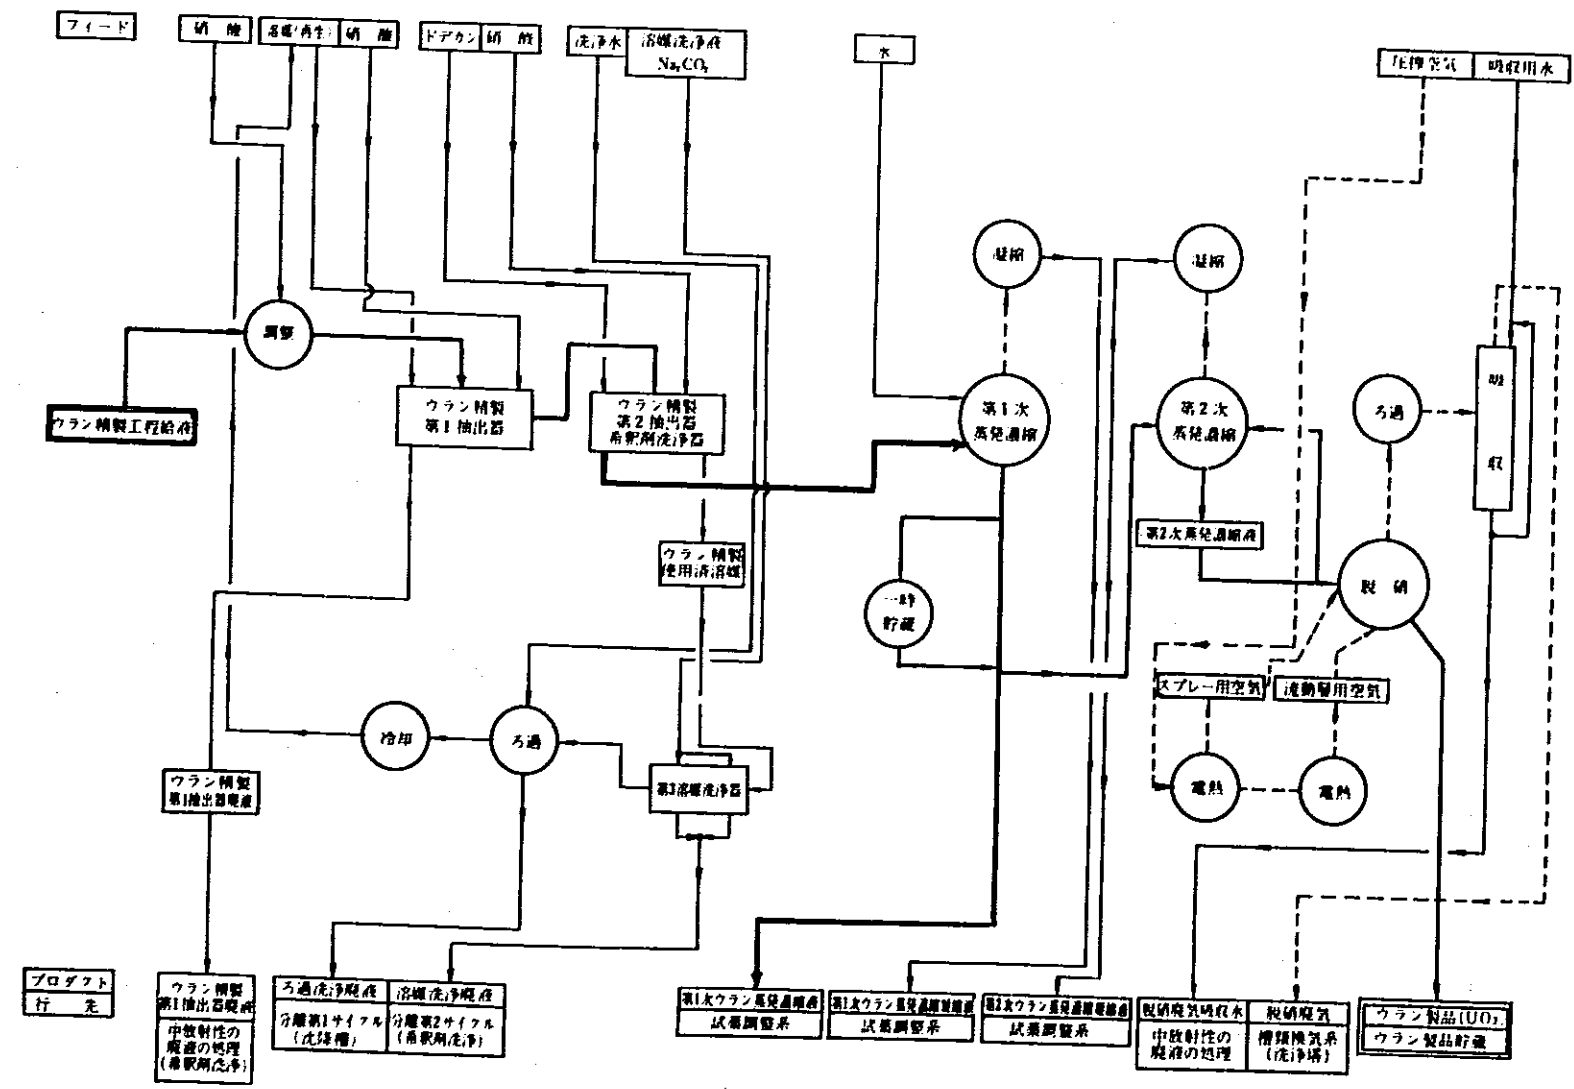 フィード
硝酸
溶媒(再生)
硝酸
ドデカン
硝酸
洗浄水
溶媒洗浄液
Na₂CO₃
水
圧搾空気
吸収用水
凝縮
凝縮
調整
ウラン精製工程給液
ウラン精製
第1抽出器
ウラン精製
第2抽出器
希釈剤洗浄器
第1次
蒸発濃縮
第2次
蒸発濃縮
ろ過
吸収
第2次蒸発濃縮液
ウラン精製
使用済溶媒
一時
貯蔵
脱硝
スプレー用空気
流動層用空気
冷却
ろ過
第3溶媒洗浄器
電熱
電熱
ウラン精製
第1抽出器廃液
プロダクト
行先
ウラン精製
第1抽出器廃液
中放射性の
廃液の処理
(希釈剤洗浄)
ろ過洗浄廃液
分離第1サイクル
溶媒洗浄廃液
分離第2サイクル
(希釈剤洗浄)
第1次ウラン蒸発濃縮液
試薬調整系
第1次ウラン蒸発濃縮凝縮液
試薬調整系
第2次ウラン蒸発濃縮凝縮液
試薬調整系
脱硝廃気吸収水
中放射性の
廃液の処理
脱硝廃気
槽類換気系
(洗浄塔)
ウラン製品(UO₃)
ウラン製品貯蔵